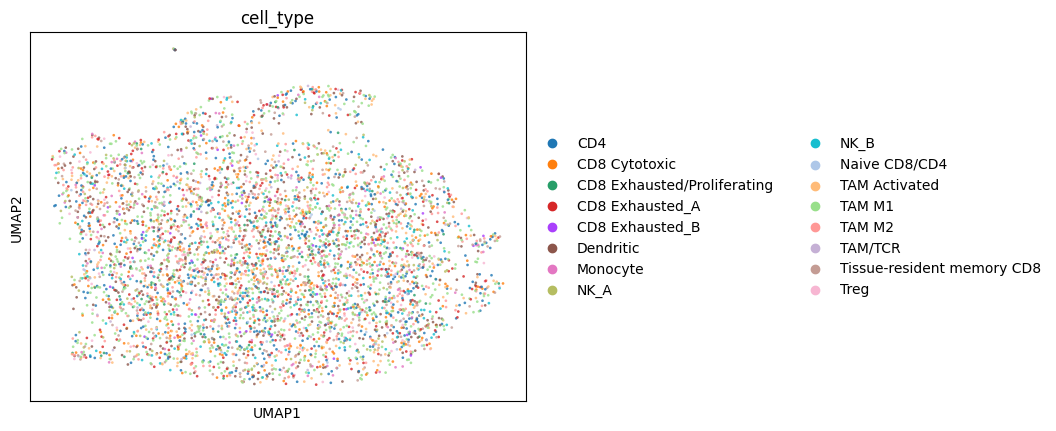 cell_type
UMAP2
UMAP1
CD4
CD8 Cytotoxic
CD8 Exhausted/Proliferating
CD8 Exhausted_A
CD8 Exhausted_B
Dendritic
Monocyte
NK_A
NK_B
Naive CD8/CD4
TAM Activated
TAM M1
TAM M2
TAM/TCR
Tissue-resident memory CD8
Treg